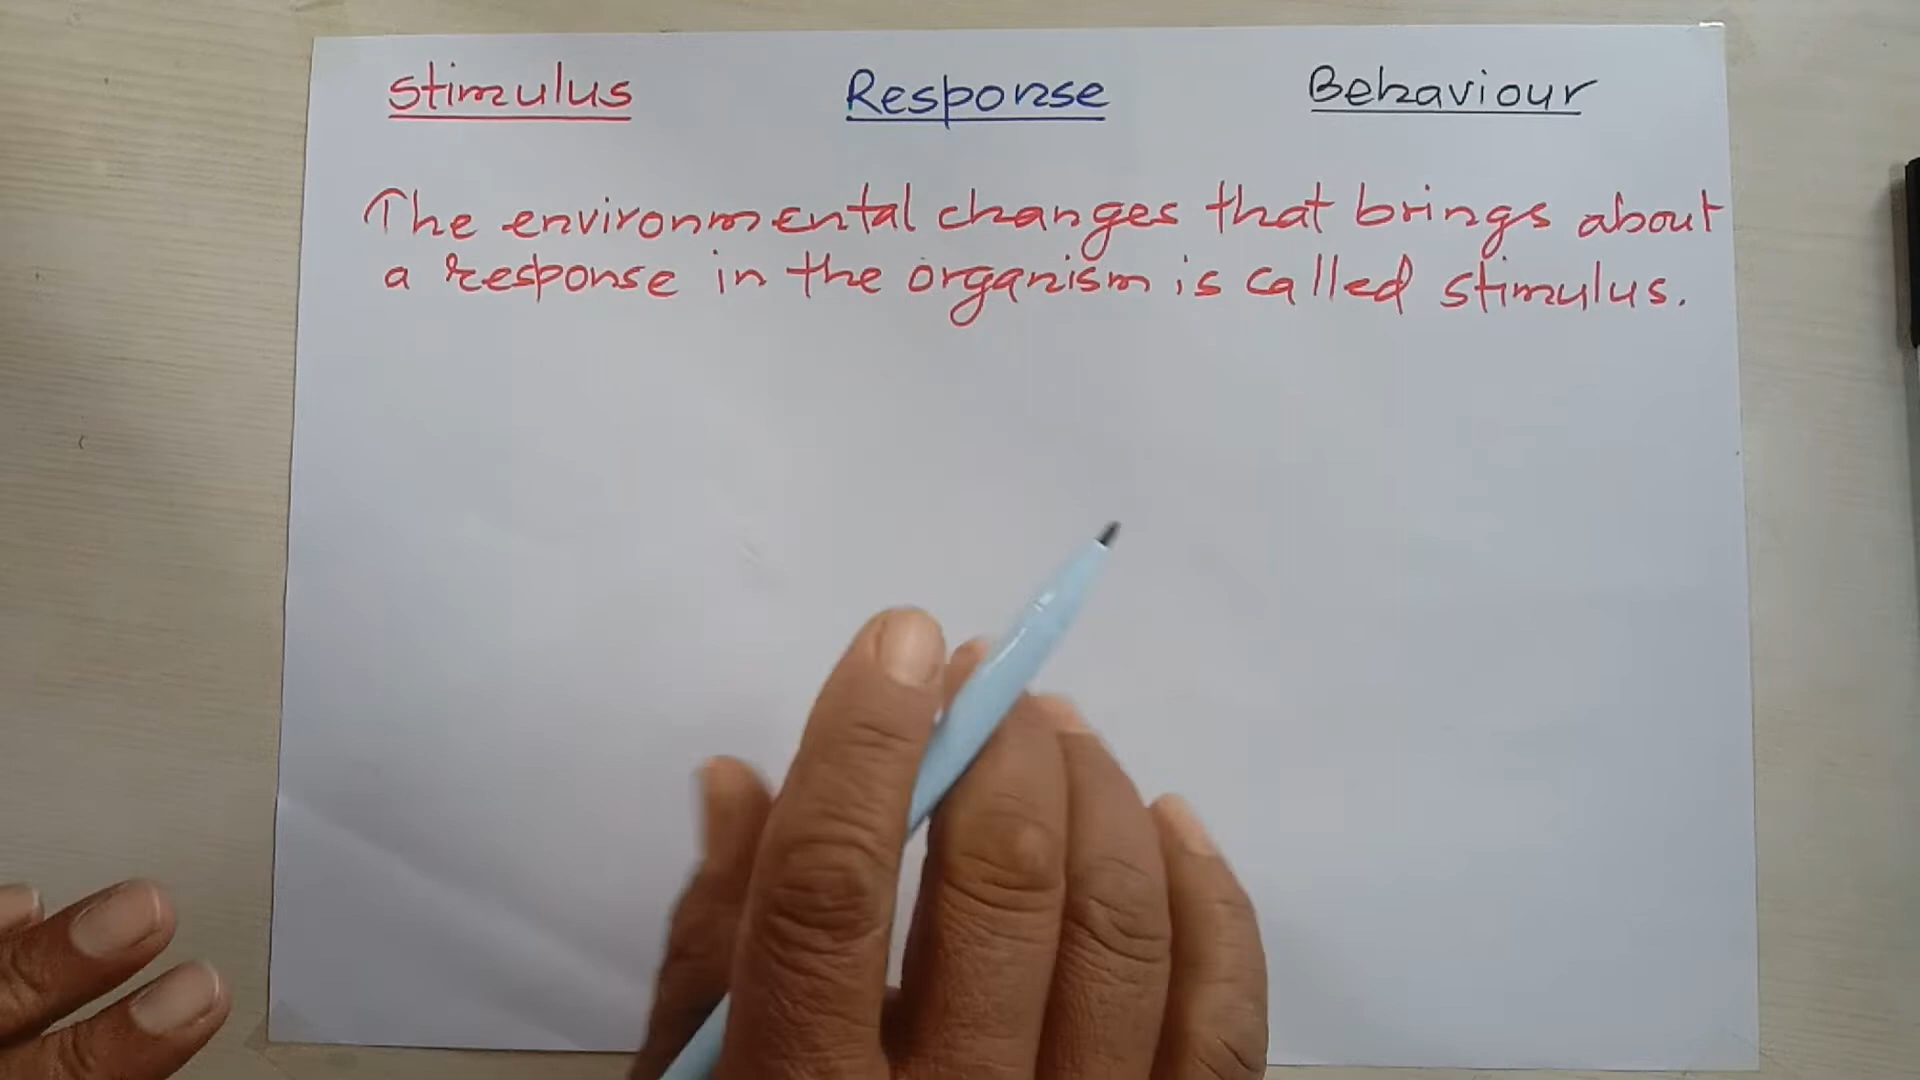 Stimulus Response Behaviour
The environmental changes that brings about
a response in the organism is called stimulus.